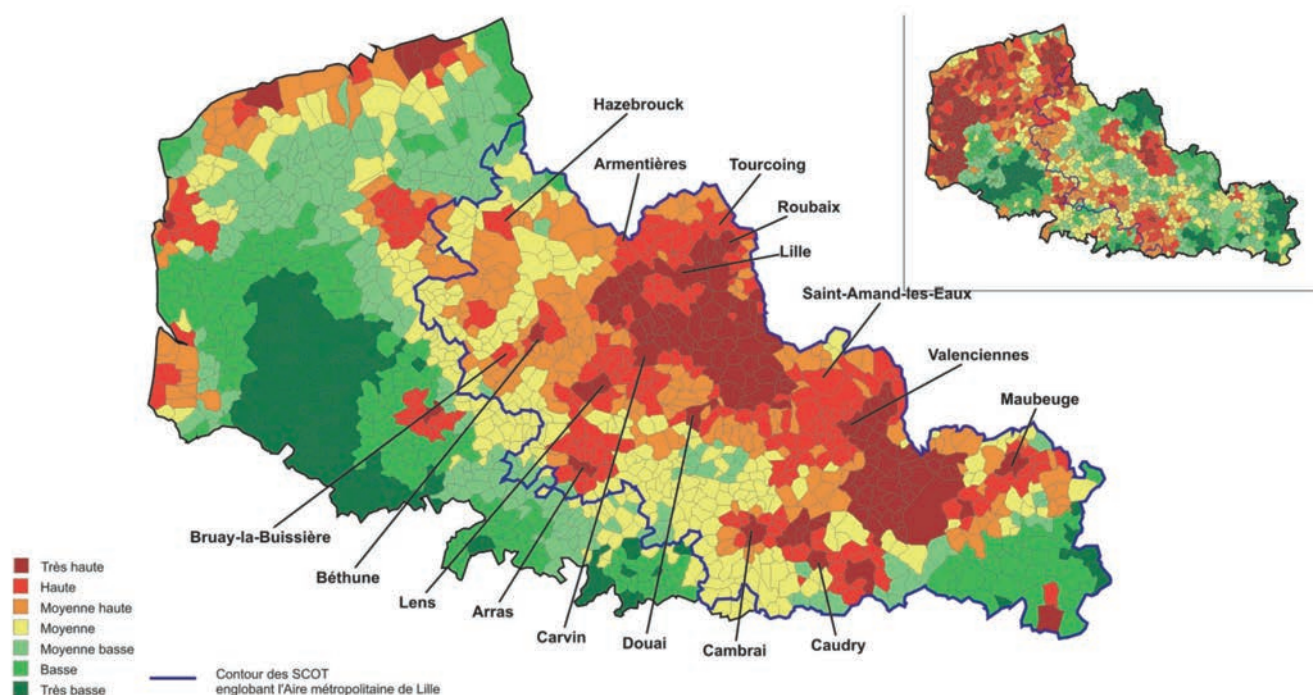 Hazebrouck
Armentières
Tourcoing
Roubaix
Lille
Saint-Amand-les-Eaux
Valenciennes
Maubeuge
Bruay-la-Buissière
Béthune
Lens
Arras
Carvin
Douai
Cambrai
Caudry
Très haute
Haute
Moyenne haute
Moyenne
Moyenne basse
Basse
Très basse
Contour des SCOT
englobant l'Aire métropolitaine de Lille